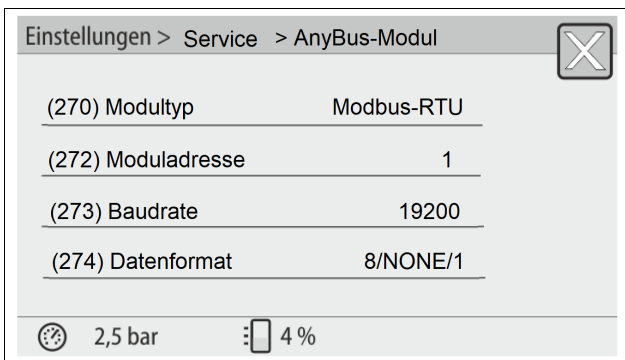 Einstellungen > Service > AnyBus-Modul
X
(270) Modultyp Modbus-RTU
(272) Moduladresse 1
(273) Baudrate 19200
(274) Datenformat 8/NONE/1
2,5 bar 4 %